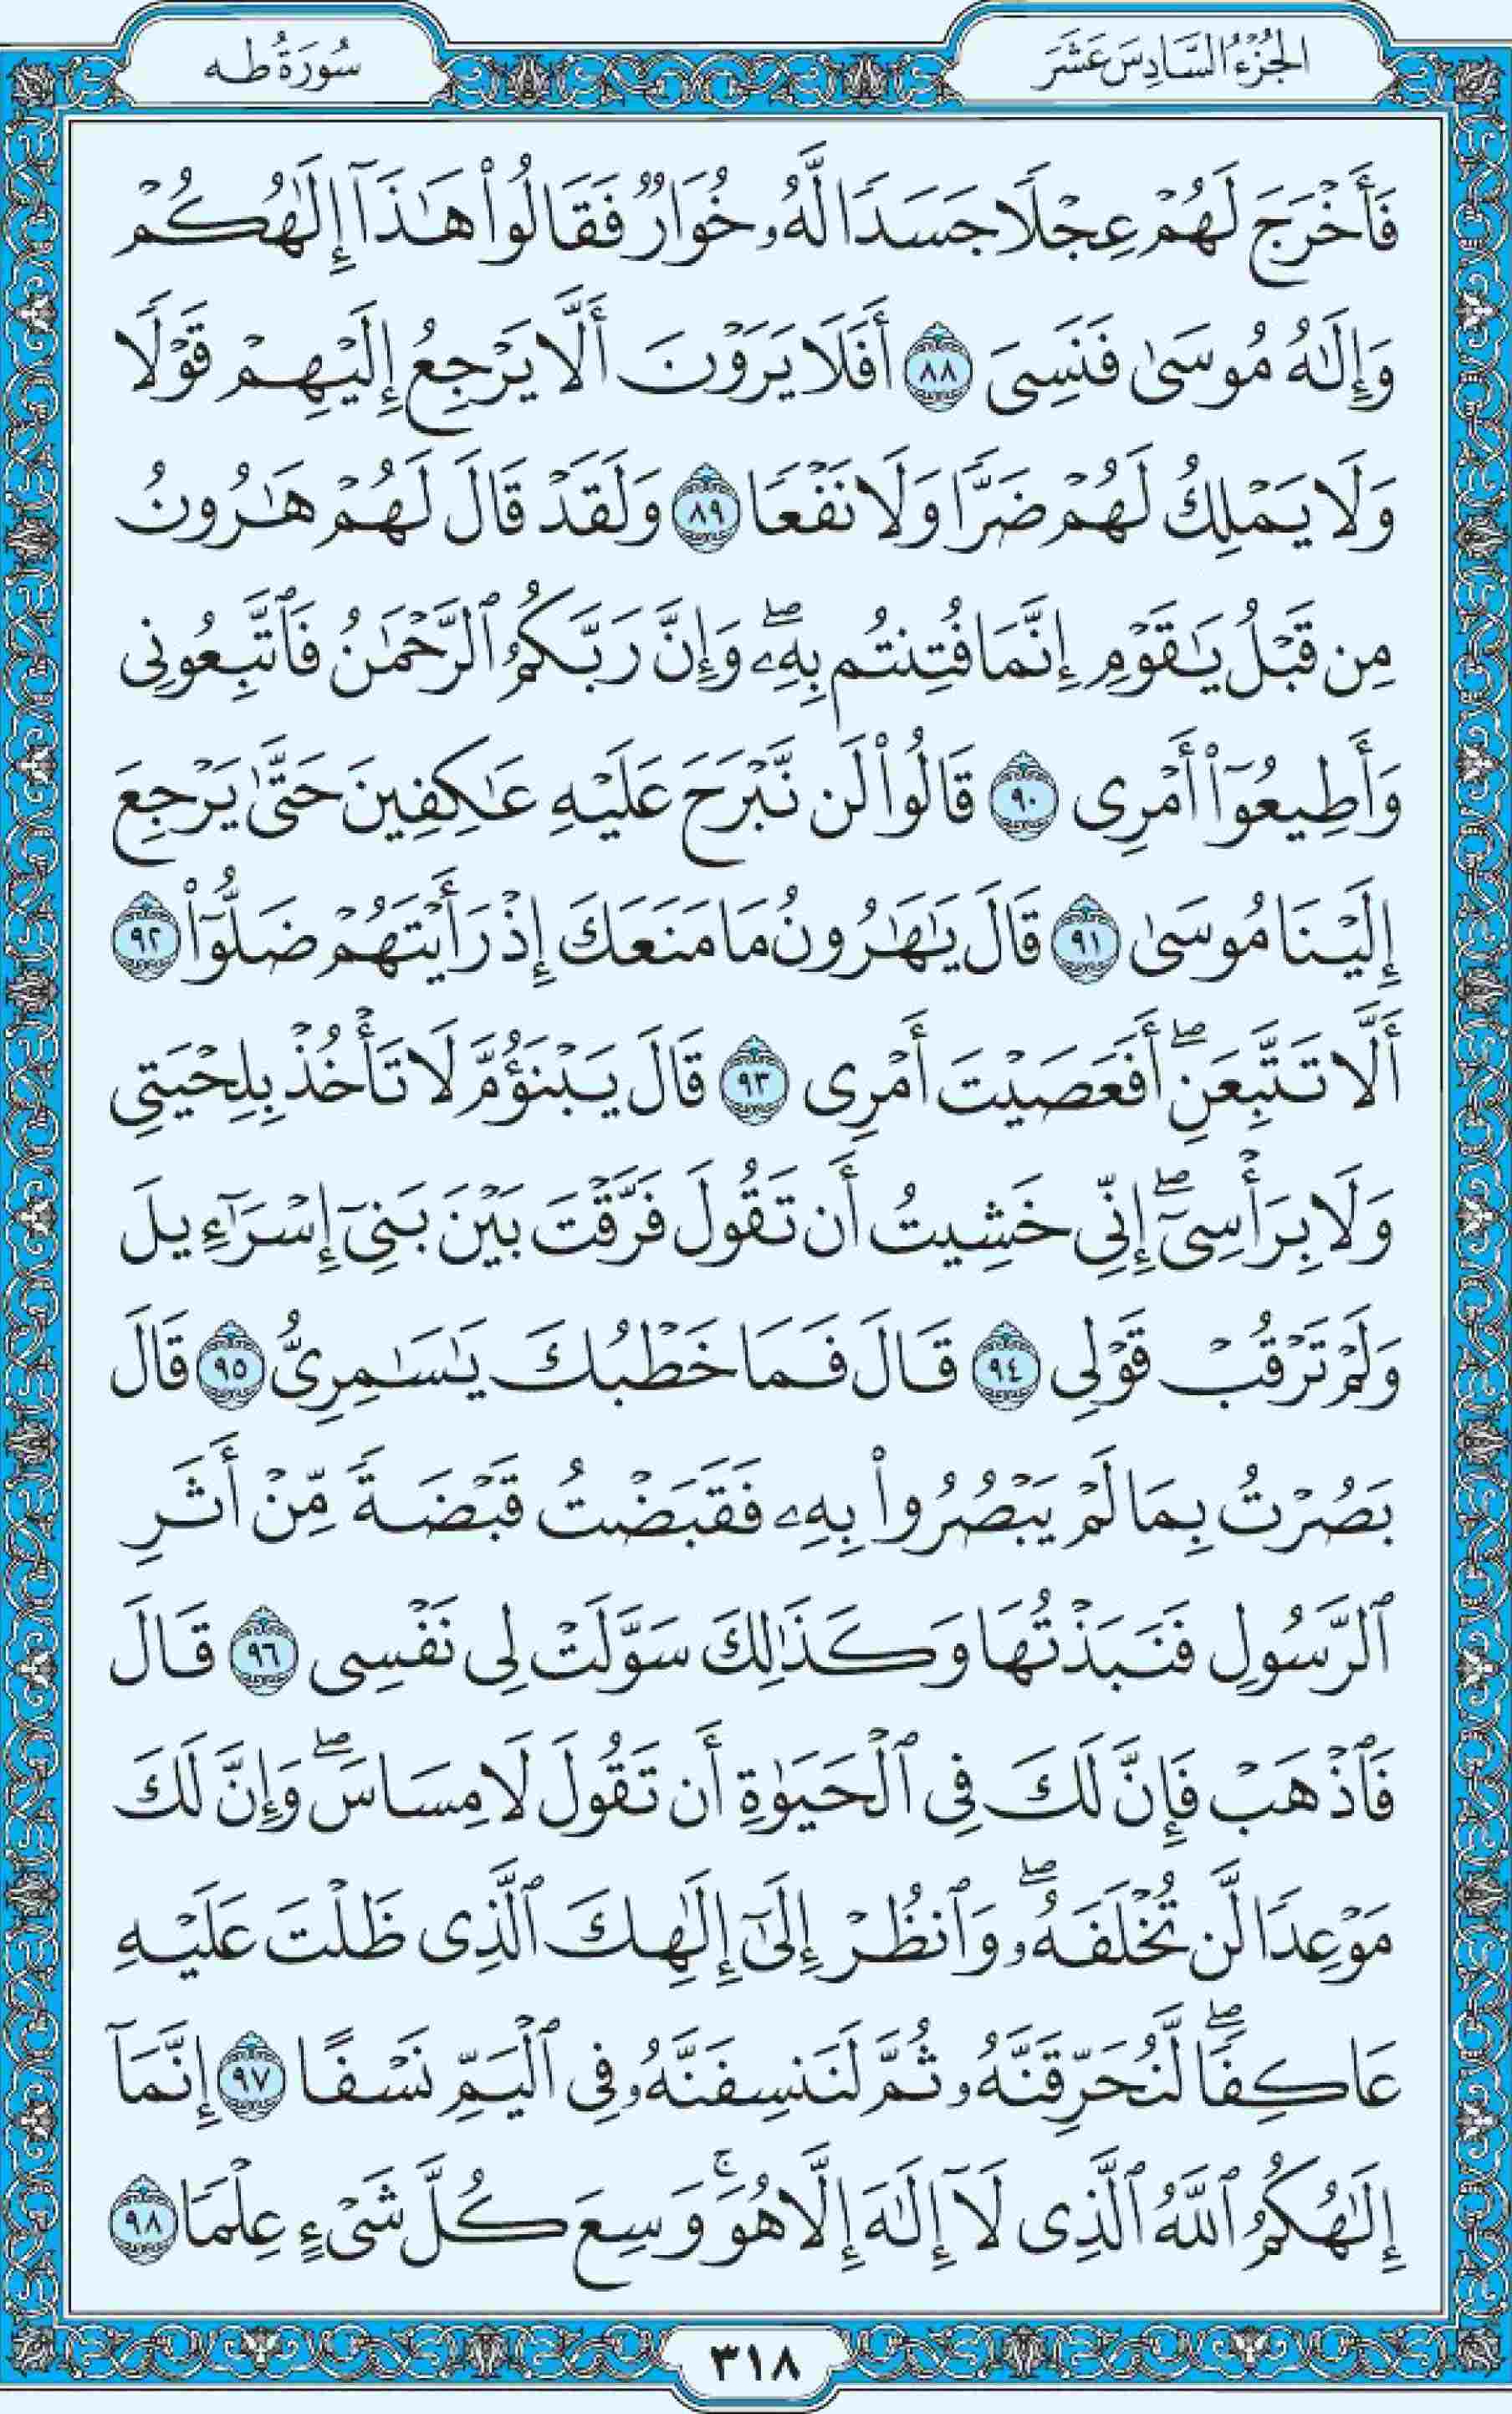 الجُزْءُ السَّادِسَ عَشَرَ
سُورَةُ طه
فَأَخْرَجَ لَهُمْ عِجْلًا جَسَدًا لَّهُۥ خُوَارٌ فَقَالُوا۟ هَٰذَآ إِلَٰهُكُمْ
وَإِلَٰهُ مُوسَىٰ فَنَسِىَ ٨٨ أَفَلَا يَرَوْنَ أَلَّا يَرْجِعُ إِلَيْهِمْ قَوْلًا
وَلَا يَمْلِكُ لَهُمْ ضَرًّا وَلَا نَفْعًا ٨٩ وَلَقَدْ قَالَ لَهُمْ هَٰرُونُ
مِن قَبْلُ يَٰقَوْمِ إِنَّمَا فُتِنتُم بِهِۦۖ وَإِنَّ رَبَّكُمُ ٱلرَّحْمَٰنُ فَٱتَّبِعُونِى
وَأَطِيعُوٓا۟ أَمْرِى ٩٠ قَالُوا۟ لَن نَّبْرَحَ عَلَيْهِ عَٰكِفِينَ حَتَّىٰ يَرْجِعَ
إِلَيْنَا مُوسَىٰ ٩١ قَالَ يَٰهَٰرُونُ مَا مَنَعَكَ إِذْ رَأَيْتَهُمْ ضَلُّوٓا۟ ٩٢
أَلَّا تَتَّبِعَنِۖ أَفَعَصَيْتَ أَمْرِى ٩٣ قَالَ يَبْنَؤُمَّ لَا تَأْخُذْ بِلِحْيَتِى
وَلَا بِرَأْسِىٓۖ إِنِّى خَشِيتُ أَن تَقُولَ فَرَّقْتَ بَيْنَ بَنِىٓ إِسْرَٰٓءِيلَ
وَلَمْ تَرْقُبْ قَوْلِى ٩٤ قَالَ فَمَا خَطْبُكَ يَٰسَٰمِرِىُّ ٩٥ قَالَ
بَصُرْتُ بِمَا لَمْ يَبْصُرُوا۟ بِهِۦ فَقَبَضْتُ قَبْضَةً مِّنْ أَثَرِ
ٱلرَّسُولِ فَنَبَذْتُهَا وَكَذَٰلِكَ سَوَّلَتْ لِى نَفْسِى ٩٦ قَالَ
فَٱذْهَبْ فَإِنَّ لَكَ فِى ٱلْحَيَوٰةِ أَن تَقُولَ لَا مِسَاسَۖ وَإِنَّ لَكَ
مَوْعِدًا لَّن تُخْلَفَهُۥۖ وَٱنظُرْ إِلَىٰٓ إِلَٰهِكَ ٱلَّذِى ظَلْتَ عَلَيْهِ
عَاكِفًاۖ لَّنُحَرِّقَنَّهُۥ ثُمَّ لَنَنسِفَنَّهُۥ فِى ٱلْيَمِّ نَسْفًا ٩٧ إِنَّمَآ
إِلَٰهُكُمُ ٱللَّهُ ٱلَّذِى لَآ إِلَٰهَ إِلَّا هُوَۚ وَسِعَ كُلَّ شَىْءٍ عِلْمًا ٩٨
٣١٨